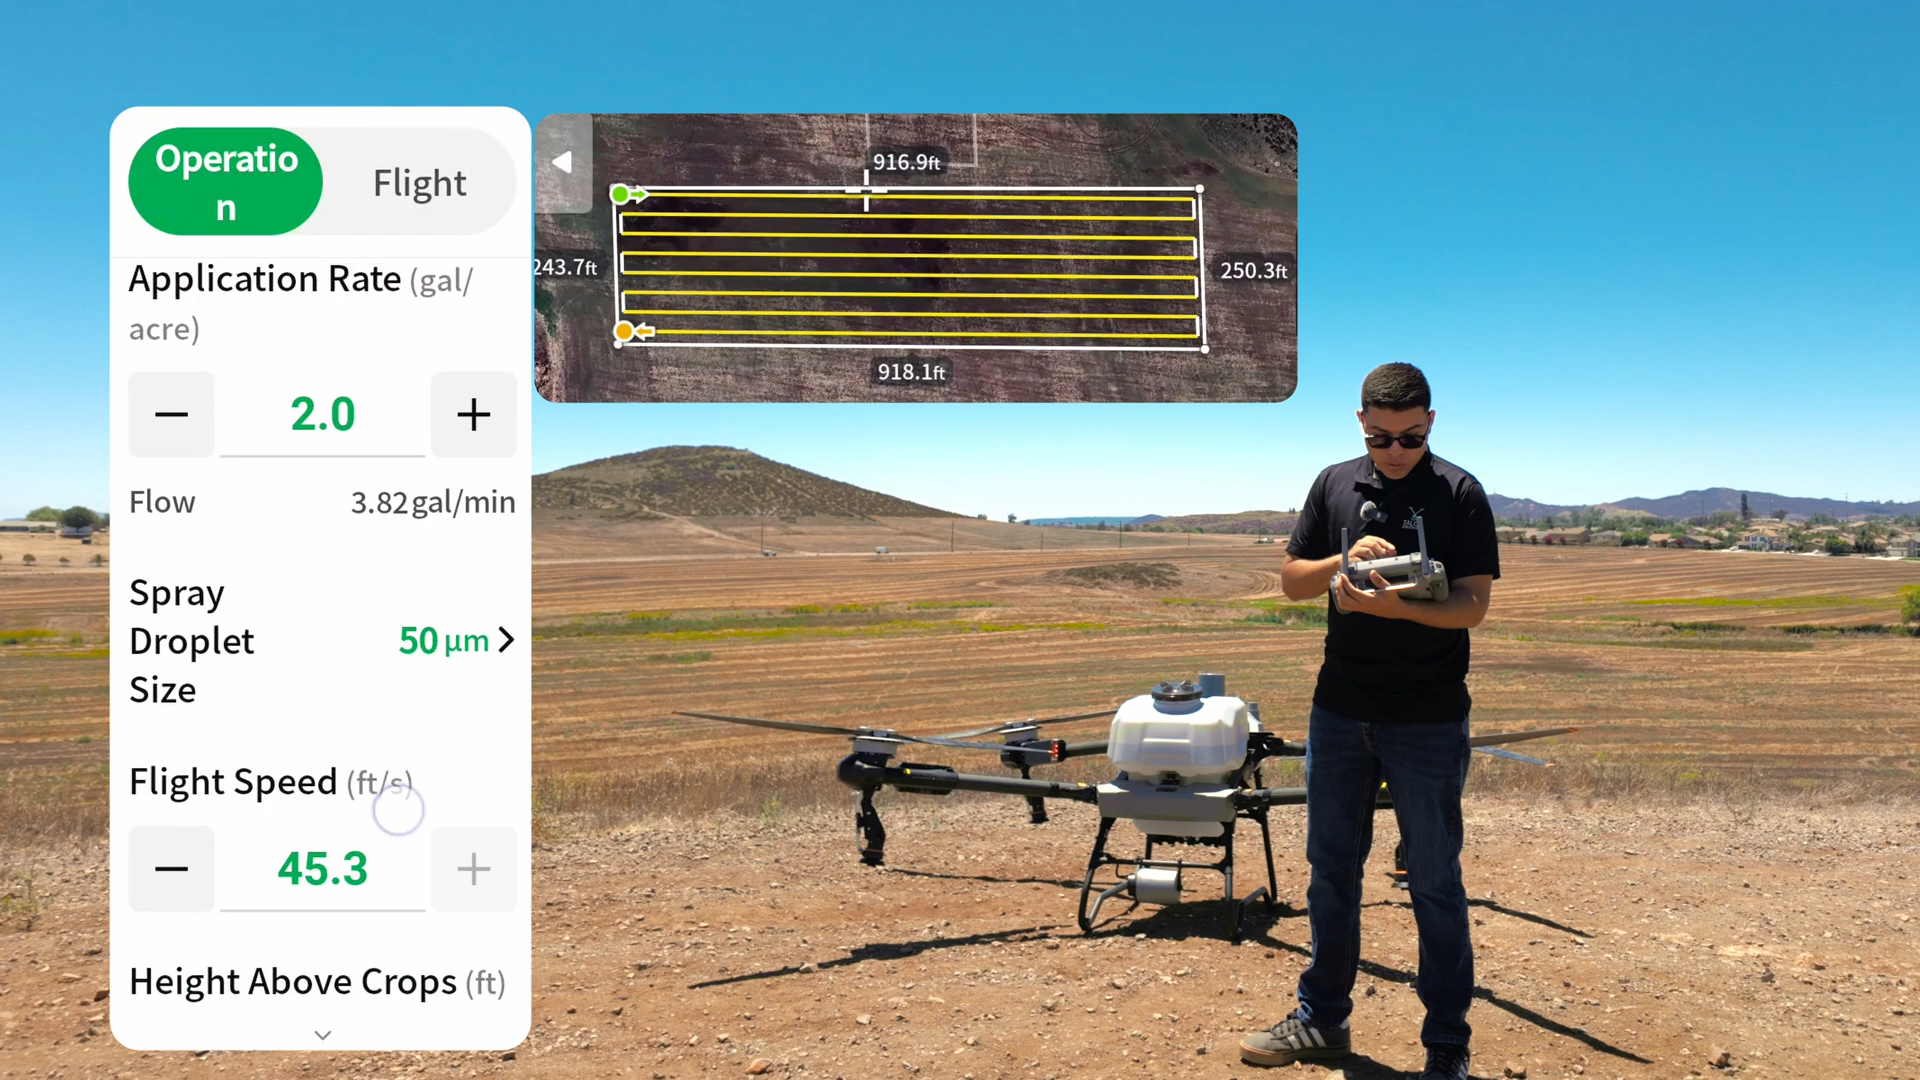 Operatio
n
Flight
Application Rate (gal/
acre)
2.0
Flow 3.82gal/min
Spray
Droplet
Size
50 μm
Flight Speed (ft/s)
45.3
Height Above Crops (ft)
916.9ft
243.7ft
250.3ft
918.1ft